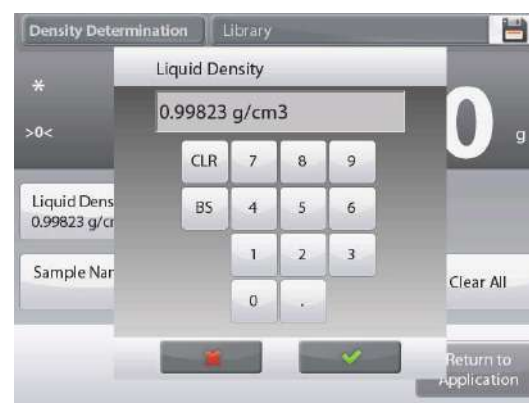 Density Determination Library
Liquid Density
*
0.99823 g/cm3
>0<
0 g
CLR 7 8 9
Liquid Dens
0.99823 g/cr
BS 4 5 6
1 2 3
Sample Nar
Clear All
0 .
Return to
Application